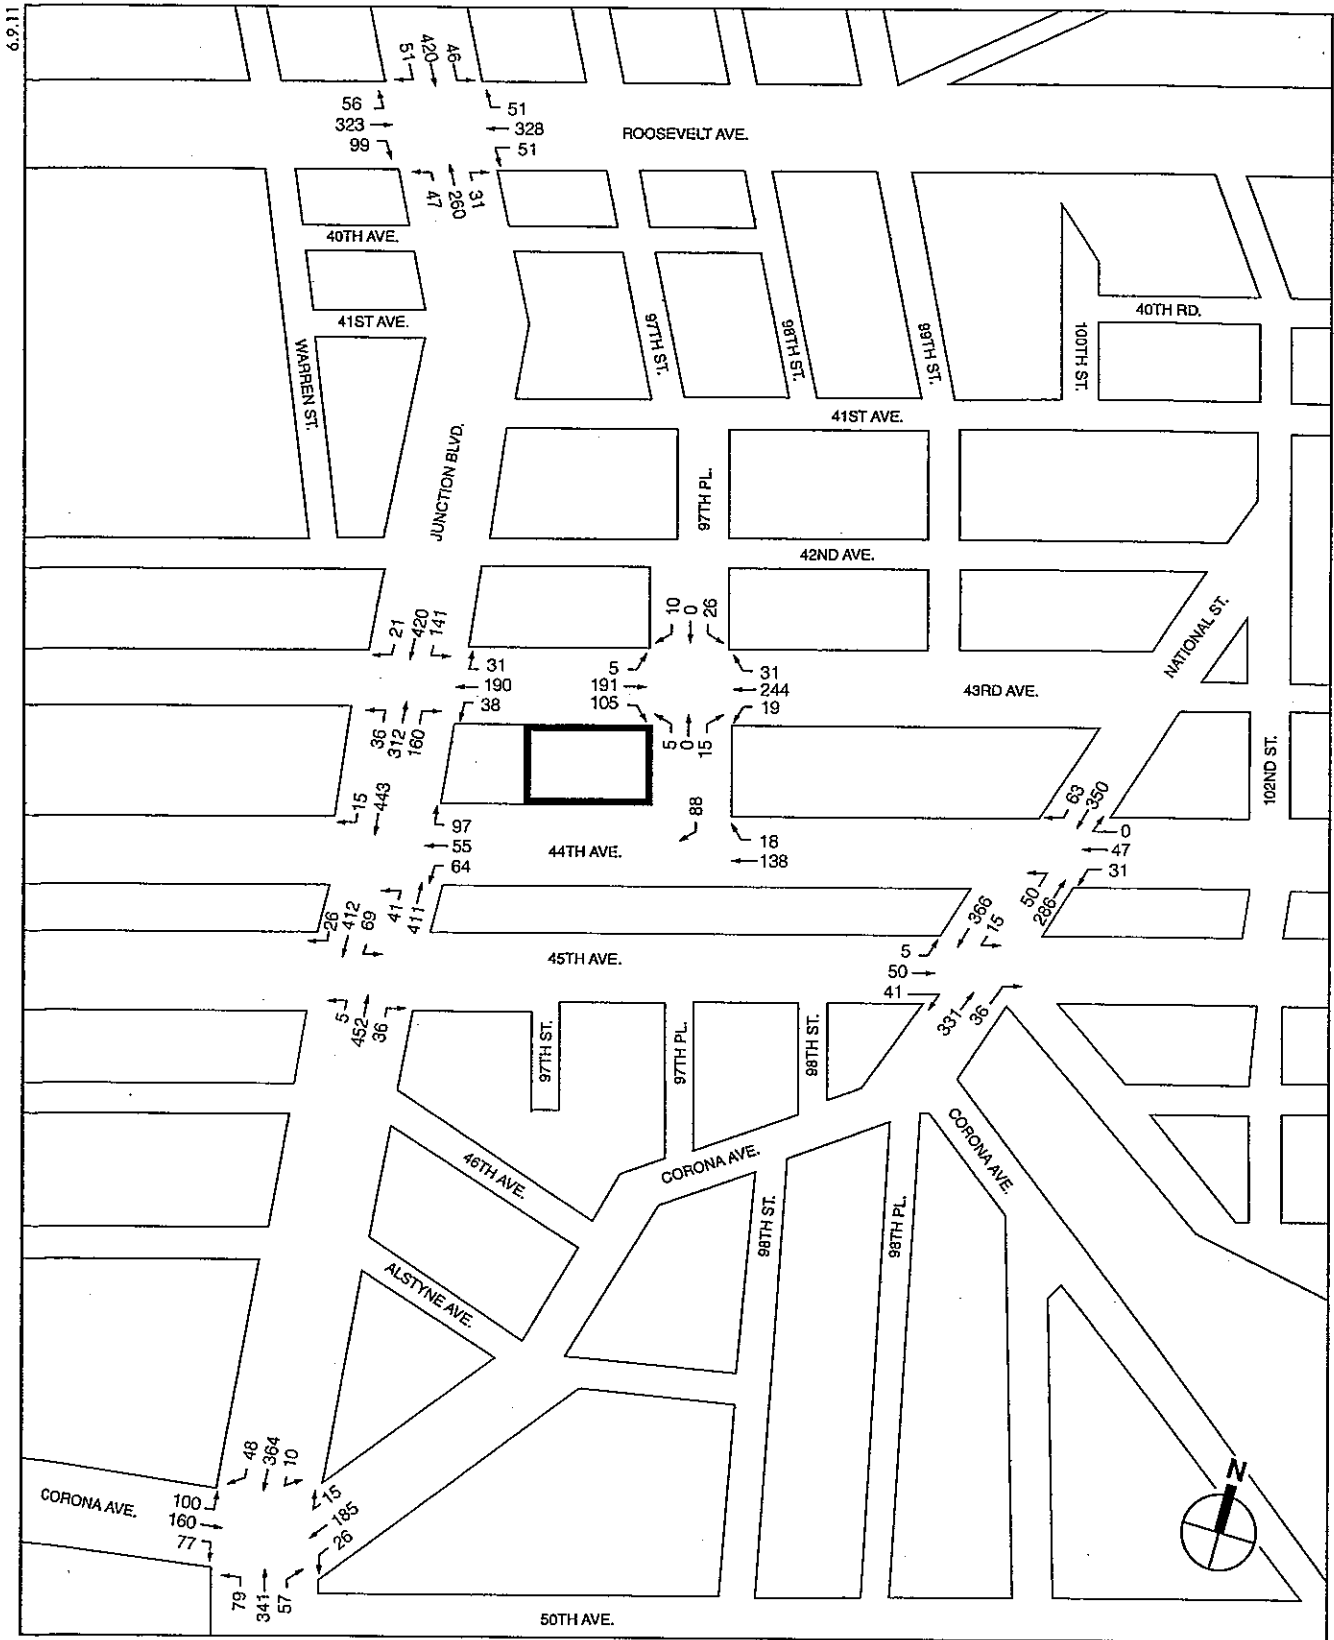 6.9.11
51
420
46
56
323
99
51
328
51
ROOSEVELT AVE.
47
260
31
40TH AVE.
41ST AVE.
WARREN ST.
JUNCTION BLVD.
97TH ST.
98TH ST.
99TH ST.
100TH ST.
40TH RD.
41ST AVE.
97TH PL.
42ND AVE.
NATIONAL ST.
21
420
141
31
190
38
10
0
26
5
191
105
31
244
19
43RD AVE.
36
312
160
5
0
15
102ND ST.
15
443
97
55
64
44TH AVE.
88
18
138
63
350
0
47
31
41
411
50
286
26
412
69
45TH AVE.
366
15
5
50
41
5
452
36
331
36
97TH ST.
97TH PL.
98TH ST.
46TH AVE.
CORONA AVE.
CORONA AVE.
98TH ST.
98TH PL.
ALSTYNE AVE.
48
364
10
CORONA AVE.
100
160
77
15
185
26
79
341
57
50TH AVE.
N